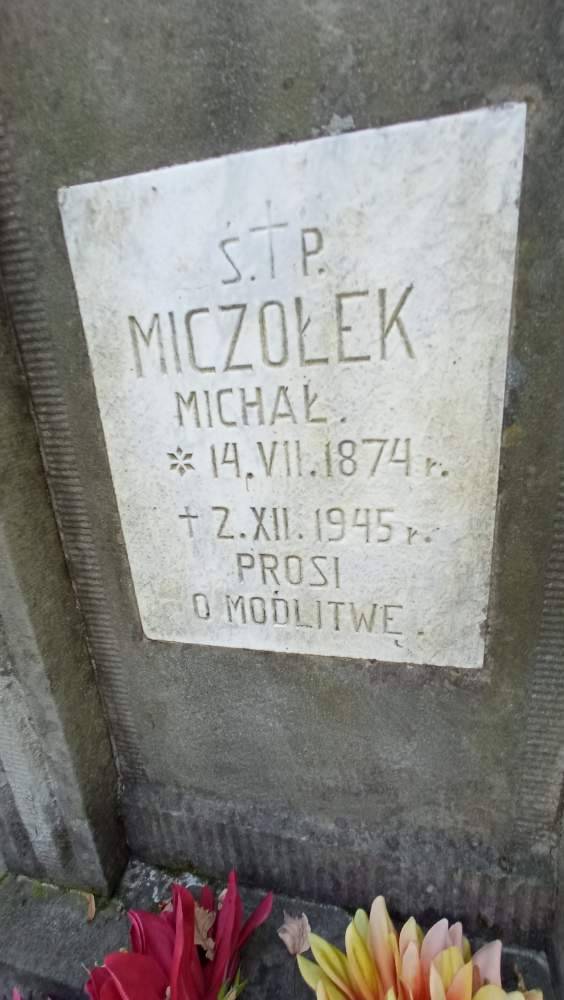 Ś. † P.
MICZOŁEK
MICHAŁ.
* 14.VII.1874 r.
† 2.XII.1945 r.
PROSI
O MODLITWĘ.